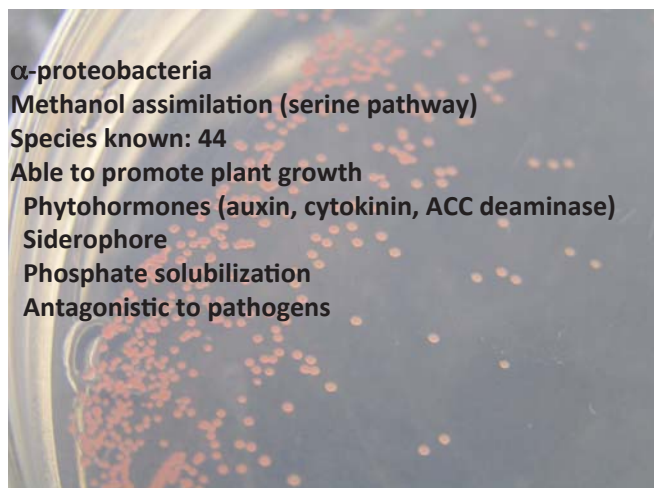 α-proteobacteria
Methanol assimilation (serine pathway)
Species known: 44
Able to promote plant growth
Phytohormones (auxin, cytokinin, ACC deaminase)
Siderophore
Phosphate solubilization
Antagonistic to pathogens